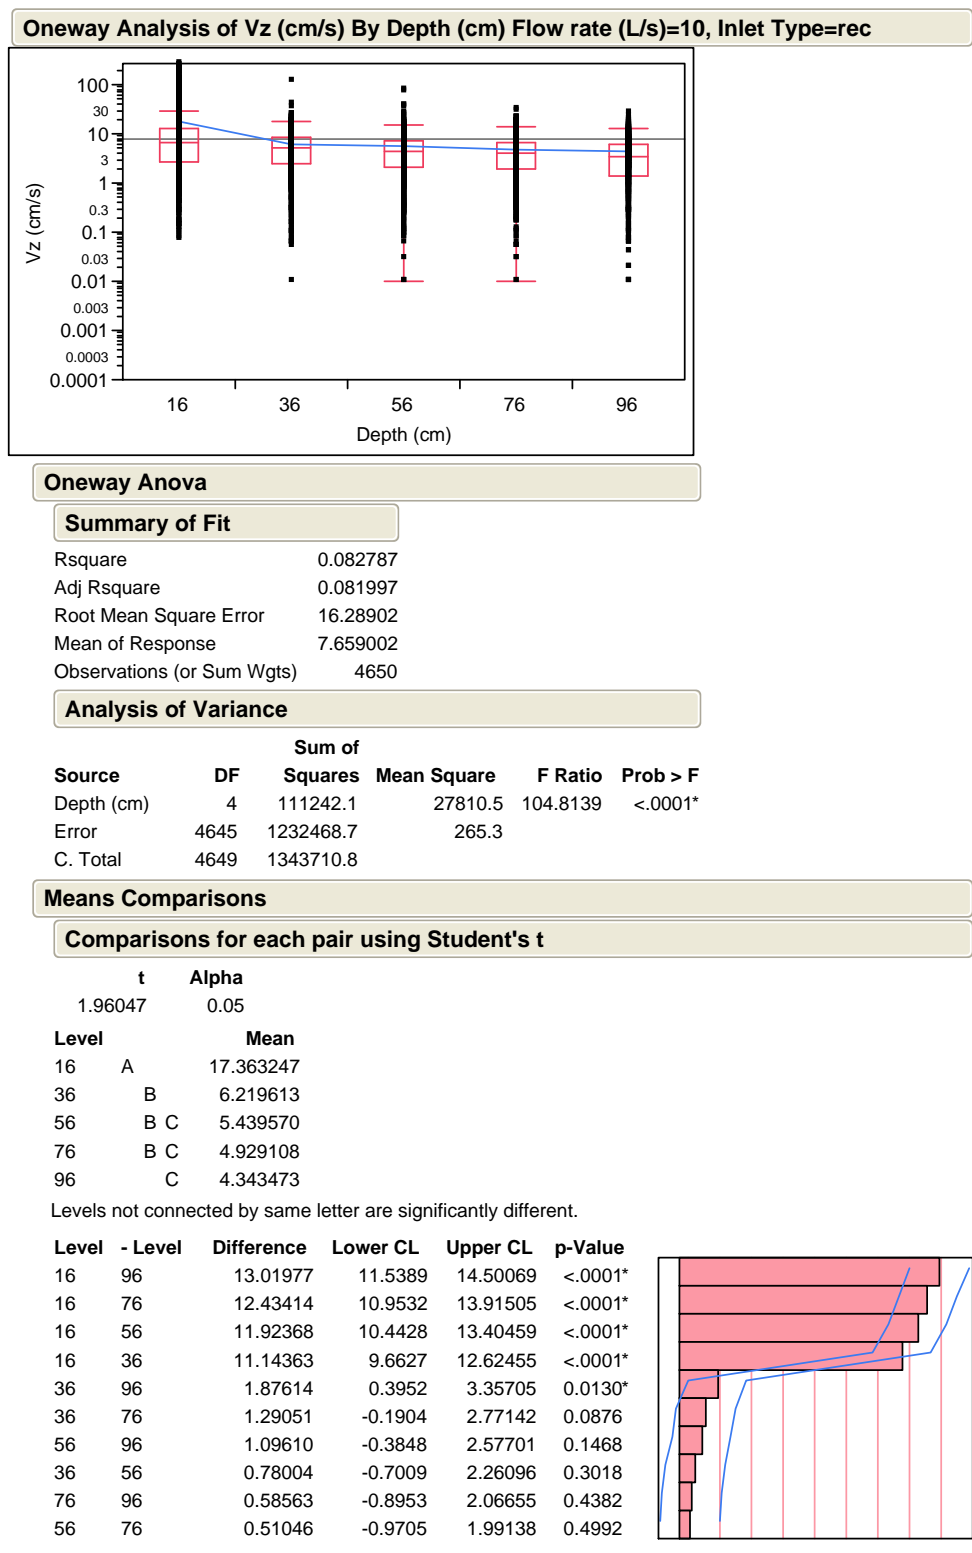 Oneway Analysis of Vz (cm/s) By Depth (cm) Flow rate (L/s)=10, Inlet Type=rec
100
30
10
3
1
0.3
0.1
0.03
0.01
0.003
0.001
0.0003
0.0001
Vz (cm/s)
16 36 56 76 96
Depth (cm)
Oneway Anova
Summary of Fit
Rsquare 0.082787
Adj Rsquare 0.081997
Root Mean Square Error 16.28902
Mean of Response 7.659002
Observations (or Sum Wgts) 4650
Analysis of Variance
Sum of
Source DF Squares Mean Square F Ratio Prob > F
Depth (cm) 4 111242.1 27810.5 104.8139 <.0001*
Error 4645 1232468.7 265.3
C. Total 4649 1343710.8
Means Comparisons
Comparisons for each pair using Student's t
t Alpha
1.96047 0.05
Level Mean
16 A 17.363247
36 B 6.219613
56 B C 5.439570
76 B C 4.929108
96 C 4.343473
Levels not connected by same letter are significantly different.
Level - Level Difference Lower CL Upper CL p-Value
16 96 13.01977 11.5389 14.50069 <.0001*
16 76 12.43414 10.9532 13.91505 <.0001*
16 56 11.92368 10.4428 13.40459 <.0001*
16 36 11.14363 9.6627 12.62455 <.0001*
36 96 1.87614 0.3952 3.35705 0.0130*
36 76 1.29051 -0.1904 2.77142 0.0876
56 96 1.09610 -0.3848 2.57701 0.1468
36 56 0.78004 -0.7009 2.26096 0.3018
76 96 0.58563 -0.8953 2.06655 0.4382
56 76 0.51046 -0.9705 1.99138 0.4992